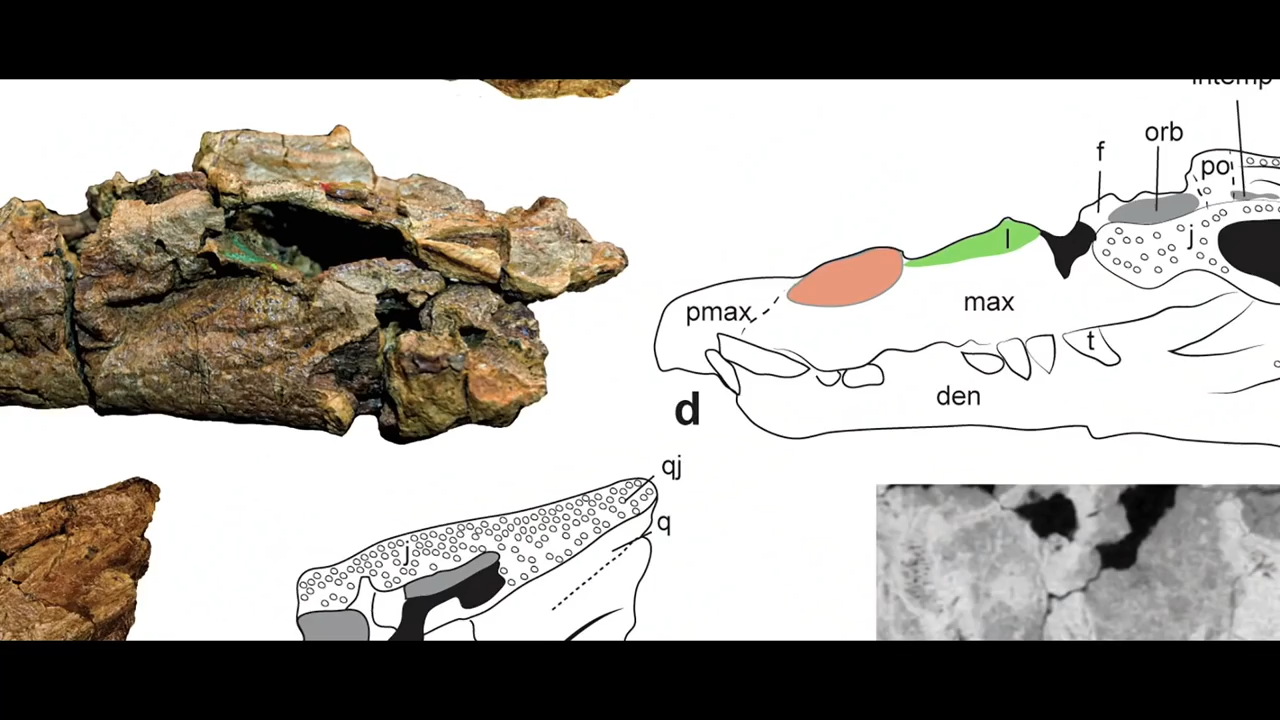 intemp
orb
f
po
j
l
max
pmax
t
den
d
qj
q
j